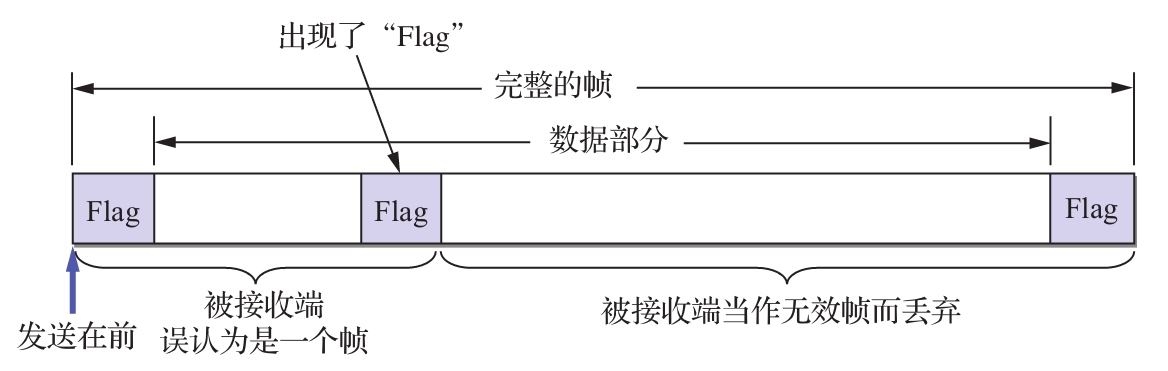 出现了“Flag”
完整的帧
数据部分
Flag
Flag
Flag
发送在前
被接收端
误认为是一个帧
被接收端当作无效帧而丢弃